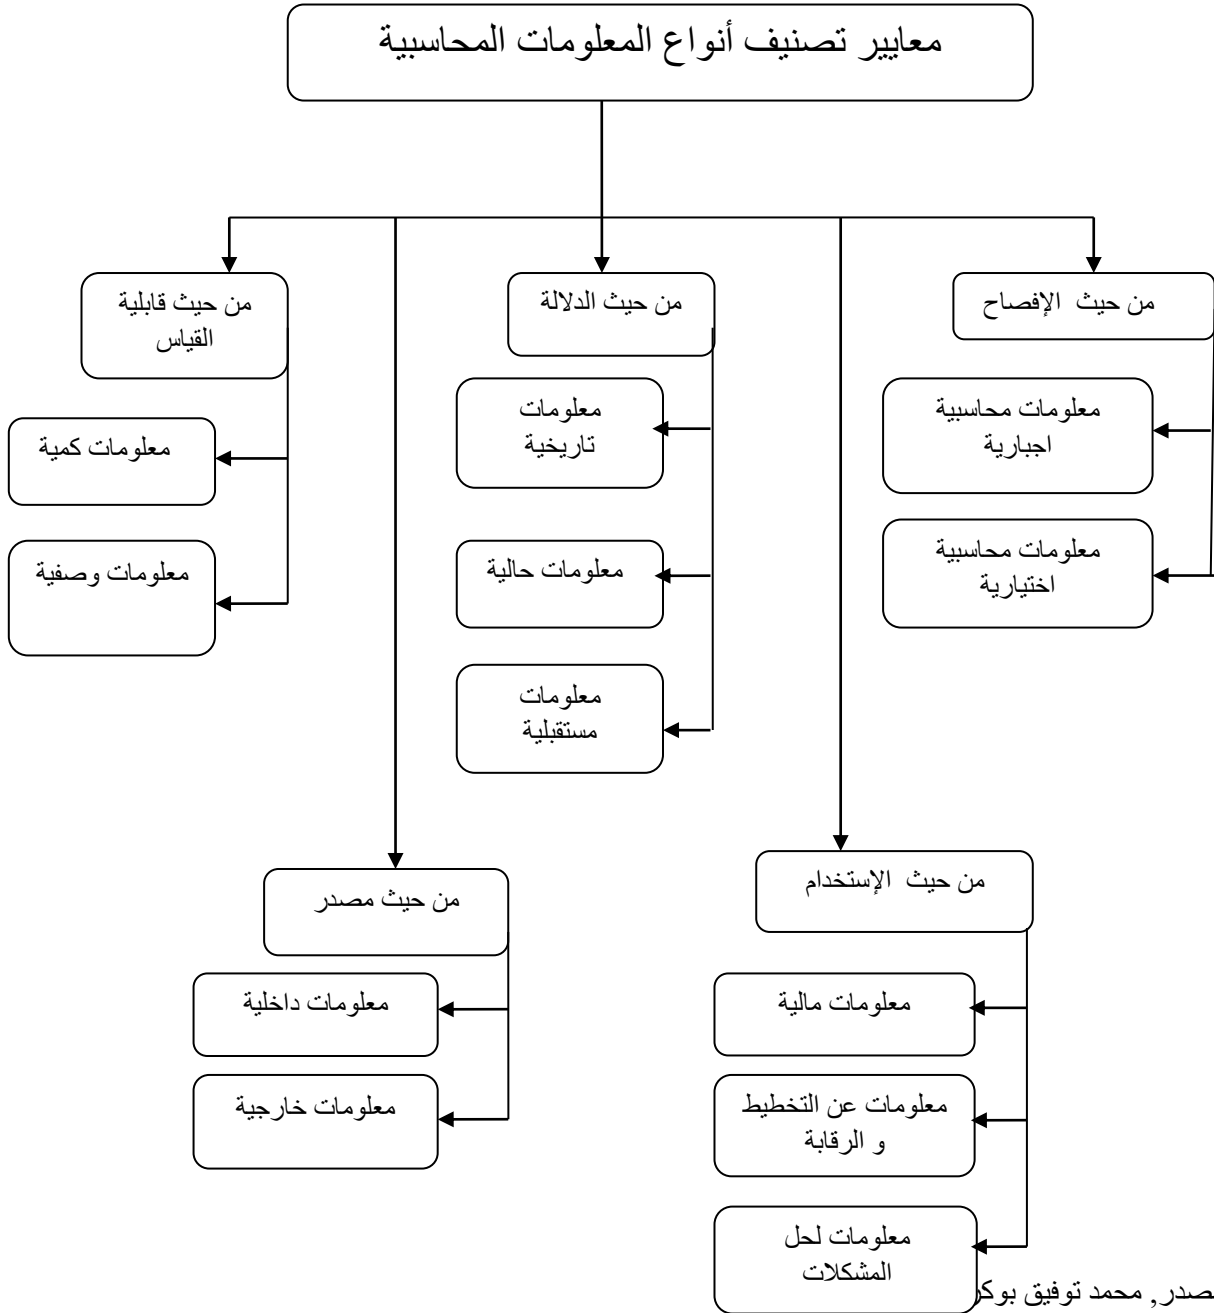 معايير تصنيف أنواع المعلومات المحاسبية
من حيث الإفصاح
معلومات محاسبية
اجبارية
معلومات محاسبية
اختيارية
من حيث الدلالة
معلومات
تاريخية
معلومات حالية
معلومات
مستقبلية
من حيث قابلية
القياس
معلومات كمية
معلومات وصفية
من حيث الإستخدام
معلومات مالية
معلومات عن التخطيط
و الرقابة
معلومات لحل
المشكلات
من حيث مصدر
معلومات داخلية
معلومات خارجية
محمد توفيق